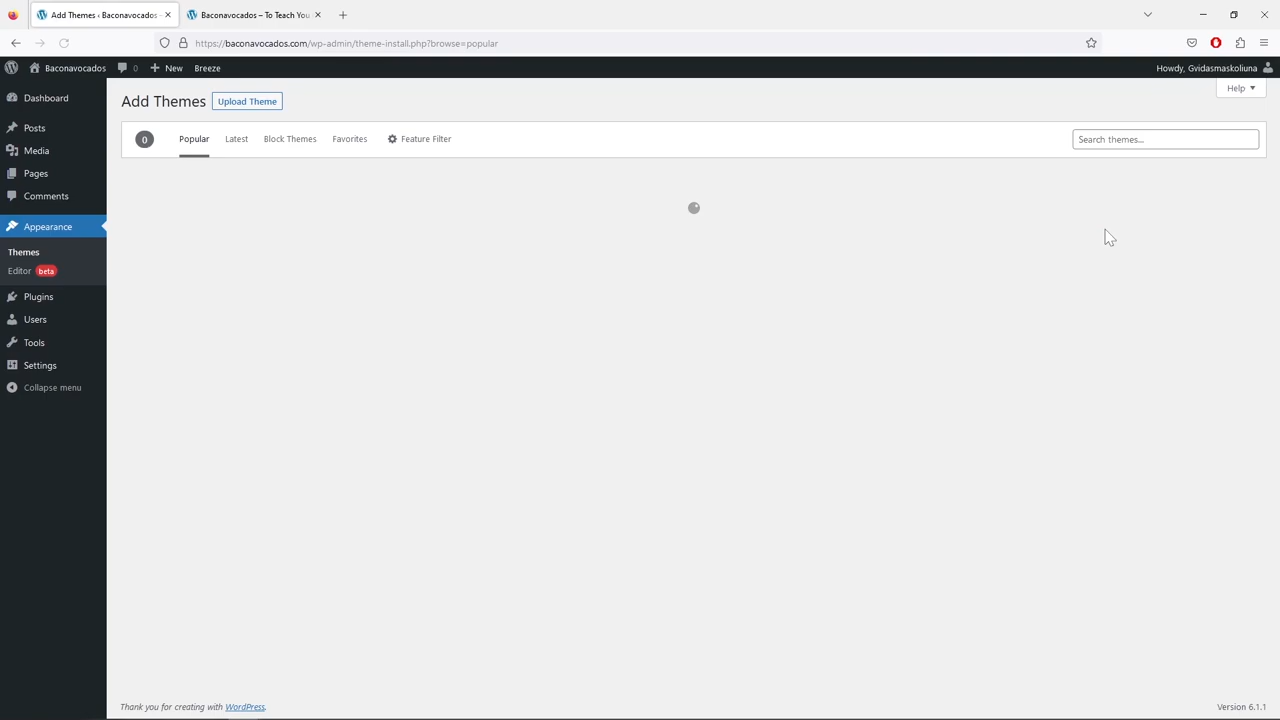 Add Themes ‹ Baconavocados –
Baconavocados – To Teach You
https://baconavocados.com/wp-admin/theme-install.php?browse=popular
Baconavocados
0
New
Breeze
Howdy, Gvidasmaskoliuna
Dashboard
Posts
Media
Pages
Comments
Appearance
Themes
Editor beta
Plugins
Users
Tools
Settings
Collapse menu
Add Themes
Upload Theme
Help
0
Popular
Latest
Block Themes
Favorites
Feature Filter
Search themes...
Thank you for creating with WordPress.
Version 6.1.1